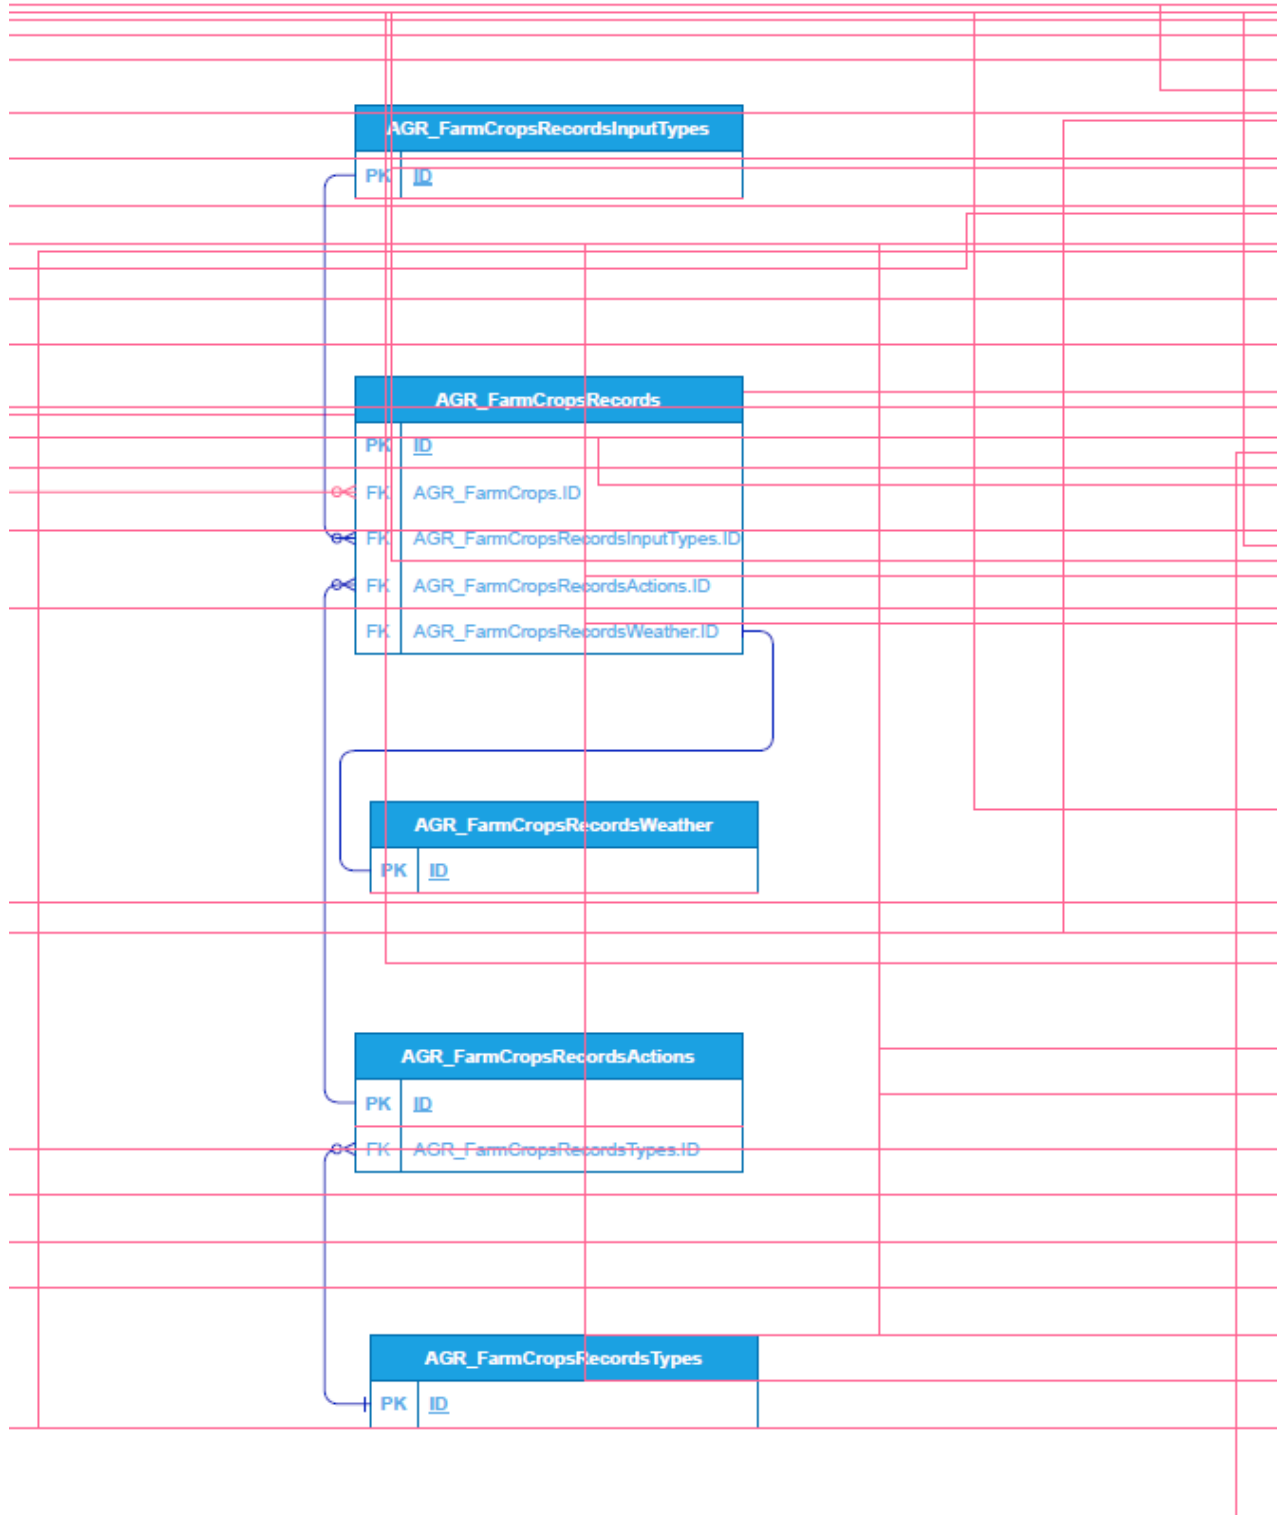 AGR_FarmCropsRecordsInputTypes
PK ID
AGR_FarmCropsRecords
PK ID
FK AGR_FarmCrops.ID
FK AGR_FarmCropsRecordsInputTypes.ID
FK AGR_FarmCropsRecordsActions.ID
FK AGR_FarmCropsRecordsWeather.ID
AGR_FarmCropsRecordsWeather
PK ID
AGR_FarmCropsRecordsActions
PK ID
FK AGR_FarmCropsRecordsTypes.ID
AGR_FarmCropsRecordsTypes
PK ID